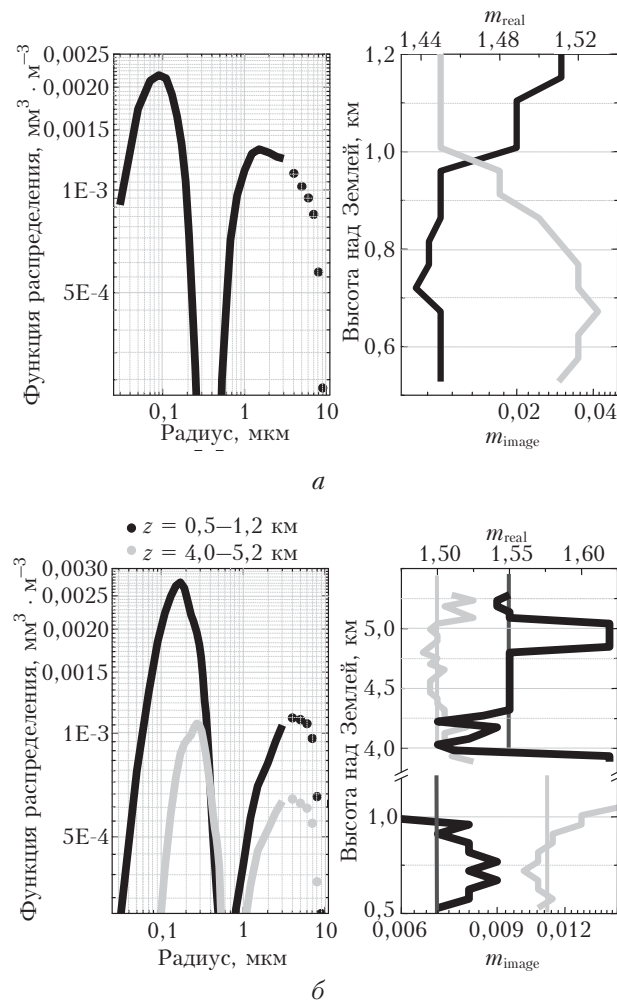 m_real
0,0025
1,44 1,48 1,52
0,0020
0,0015
1E-3
5E-4
Функция распределения, мм³ · м⁻³
0,1 1 10
Радиус, мкм
1,2
1,0
0,8
0,6
Высота над Землей, км
0,02 0,04
m_image
а
z = 0,5–1,2 км
z = 4,0–5,2 км
m_real
0,0030
1,50 1,55 1,60
0,0025
0,0020
0,0015
1E-3
5E-4
Функция распределения, мм³ · м⁻³
0,1 1 10
Радиус, мкм
5,0
4,5
4,0
1,0
0,5
Высота над Землей, км
0,006 0,009 0,012
m_image
б